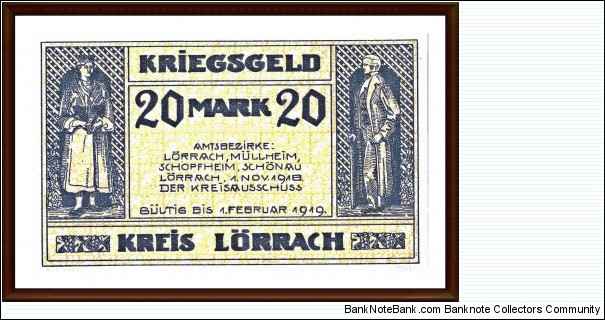 KRIEGSGELD
20 MARK 20
AMTSBEZIRKE:
LÖRRACH, MÜLLHEIM,
SCHOPFHEIM, SCHÖNAU
LÖRRACH, 1. NOV. 1918.
DER KREISAUSSCHUSS
GÜLTIG BIS 1. FEBRUAR 1919.
KREIS LÖRRACH
BankNoteBank.com - Banknote Collectors Community